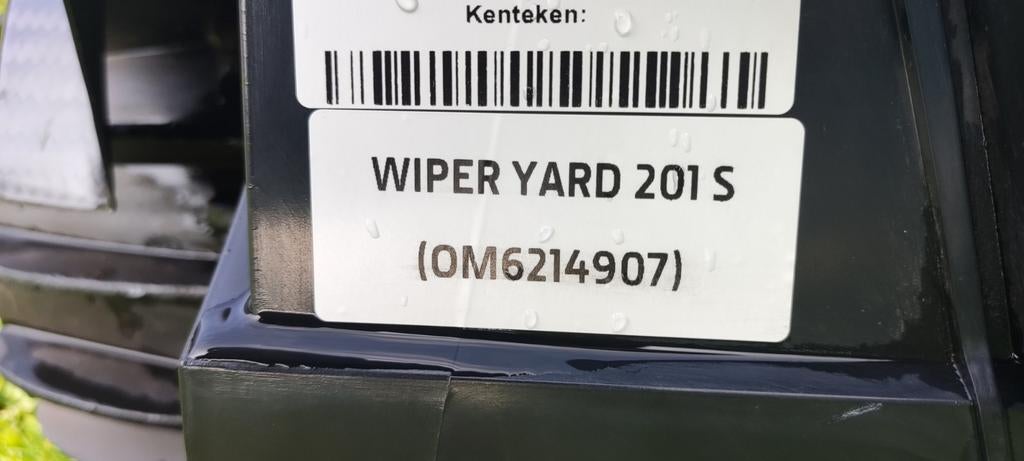 Kenteken:
WIPER YARD 201 S
(OM6214907)